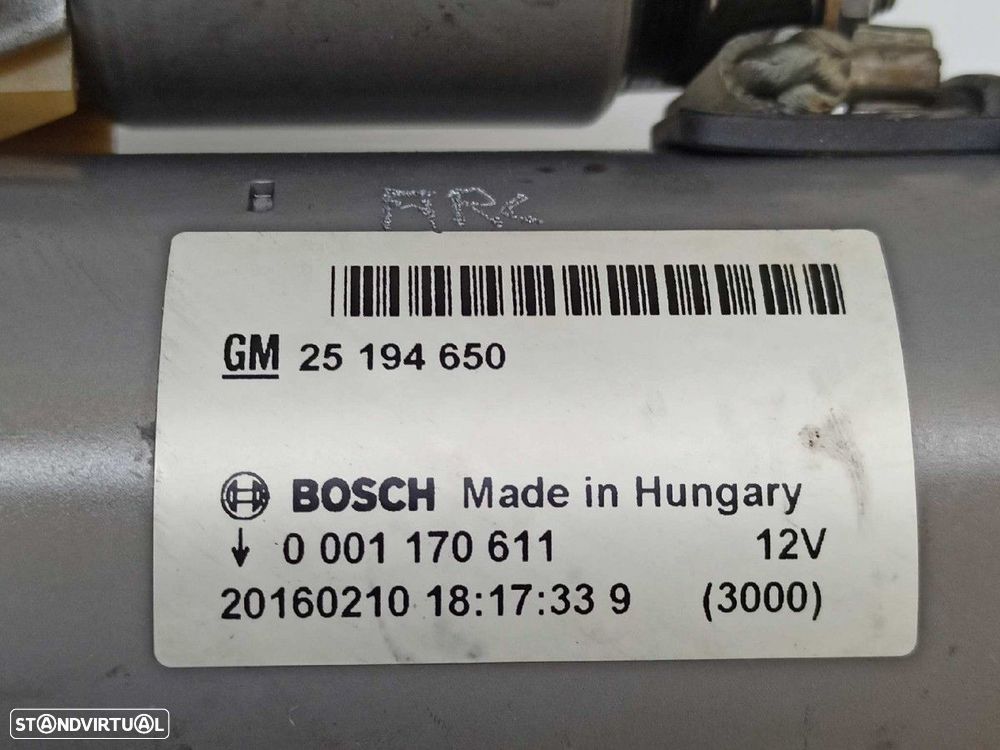 ARC
GM 25 194 650
BOSCH Made in Hungary
↓ 0 001 170 611 12V
20160210 18:17:33 9 (3000)
STANDVIRTUAL